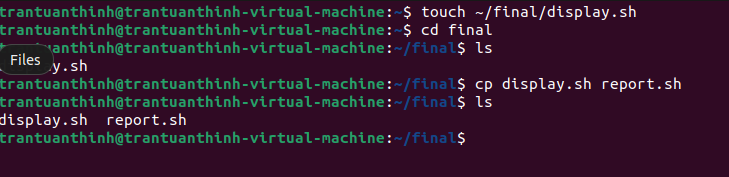 trantuanthinh@trantuanthinh-virtual-machine:~$ touch ~/final/display.sh
trantuanthinh@trantuanthinh-virtual-machine:~$ cd final
trantuanthinh@trantuanthinh-virtual-machine:~/final$ ls
Files
y.sh
trantuanthinh@trantuanthinh-virtual-machine:~/final$ cp display.sh report.sh
trantuanthinh@trantuanthinh-virtual-machine:~/final$ ls
display.sh  report.sh
trantuanthinh@trantuanthinh-virtual-machine:~/final$